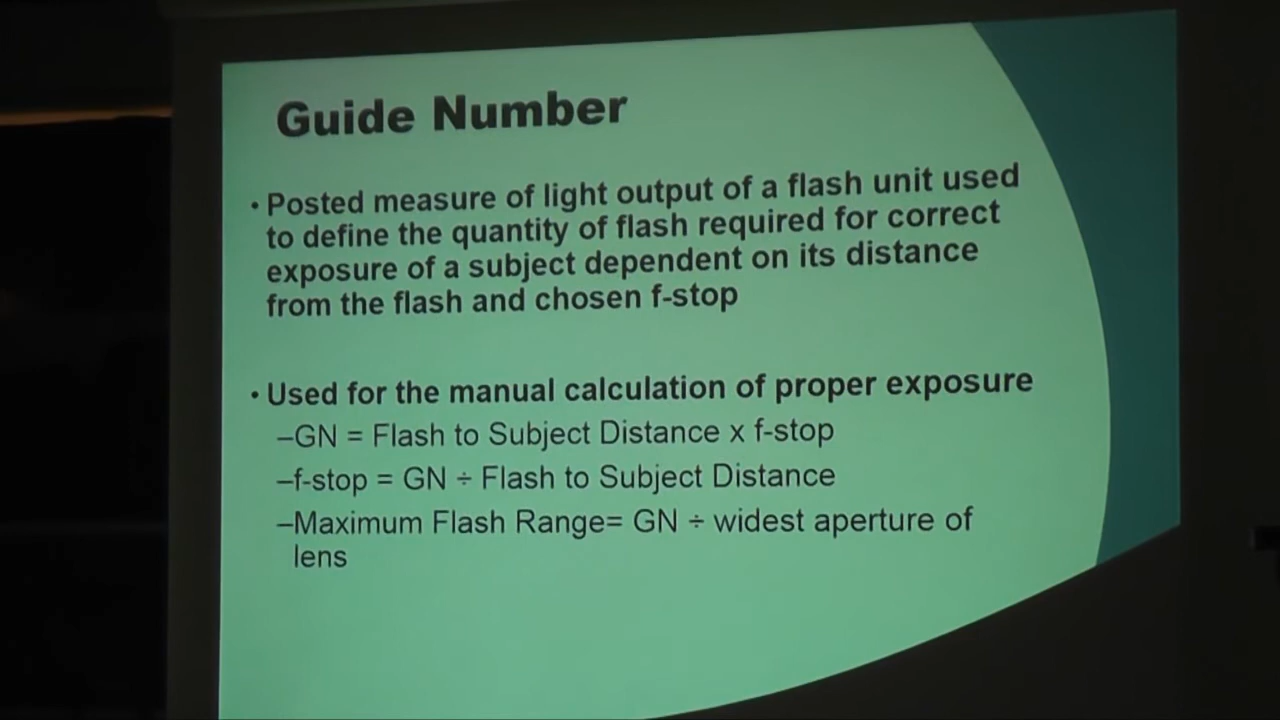 Guide Number
• Posted measure of light output of a flash unit used
to define the quantity of flash required for correct
exposure of a subject dependent on its distance
from the flash and chosen f-stop
• Used for the manual calculation of proper exposure
–GN = Flash to Subject Distance x f-stop
–f-stop = GN ÷ Flash to Subject Distance
–Maximum Flash Range= GN ÷ widest aperture of
lens